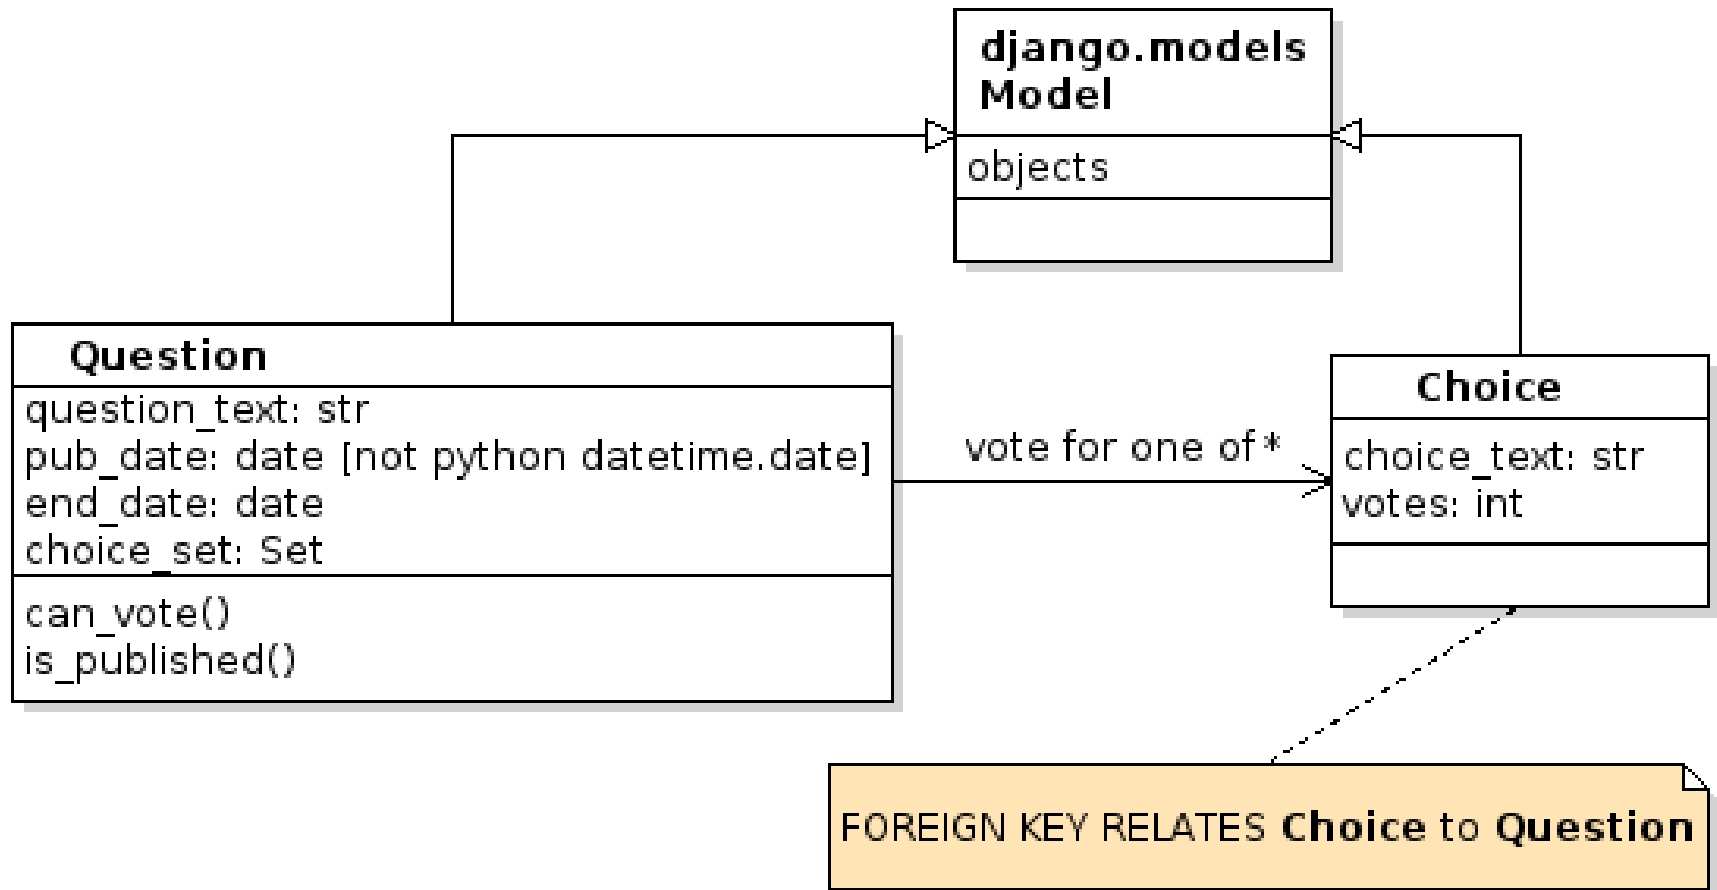 django.models
Model
objects
Question
question_text: str
pub_date: date [not python datetime.date]
end_date: date
choice_set: Set
can_vote()
is_published()
vote for one of *
Choice
choice_text: str
votes: int
FOREIGN KEY RELATES Choice to Question